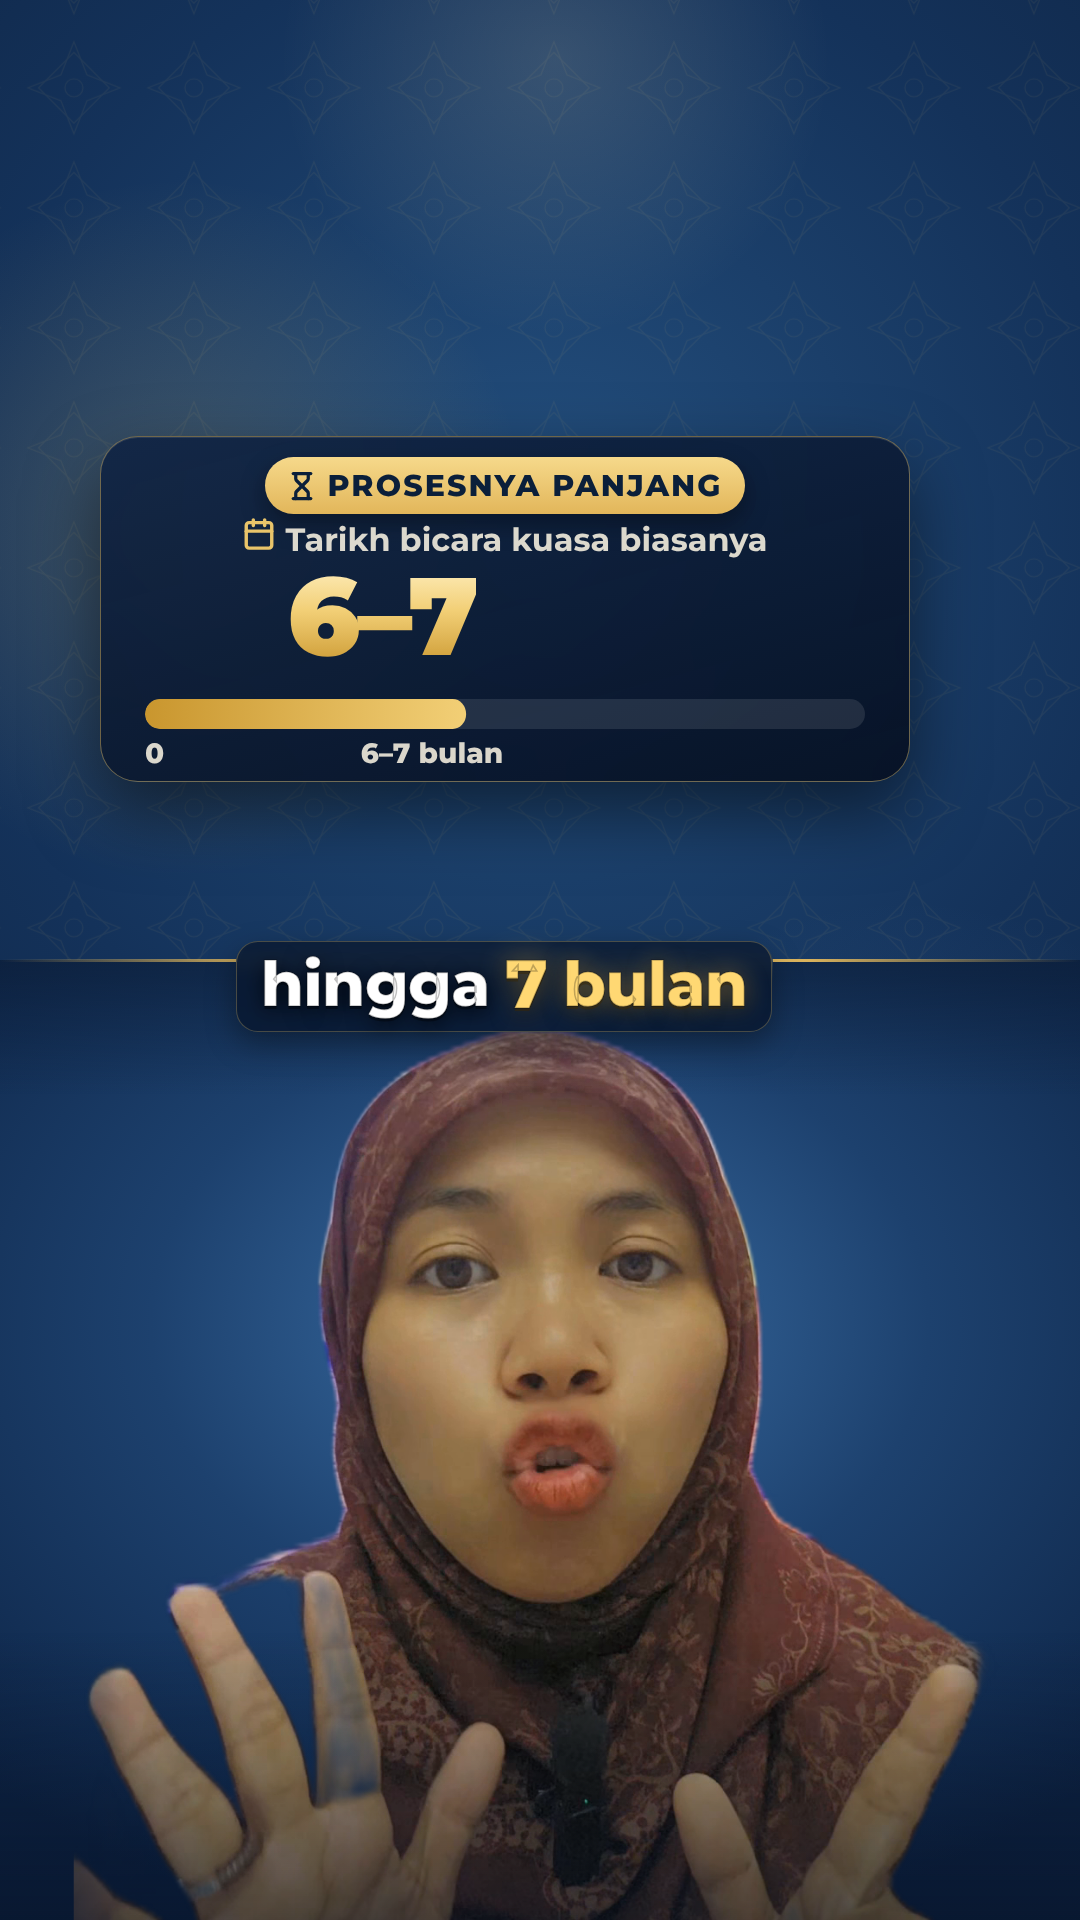 PROSESNYA PANJANG
Tarikh bicara kuasa biasanya
6–7
0 6–7 bulan
hingga 7 bulan